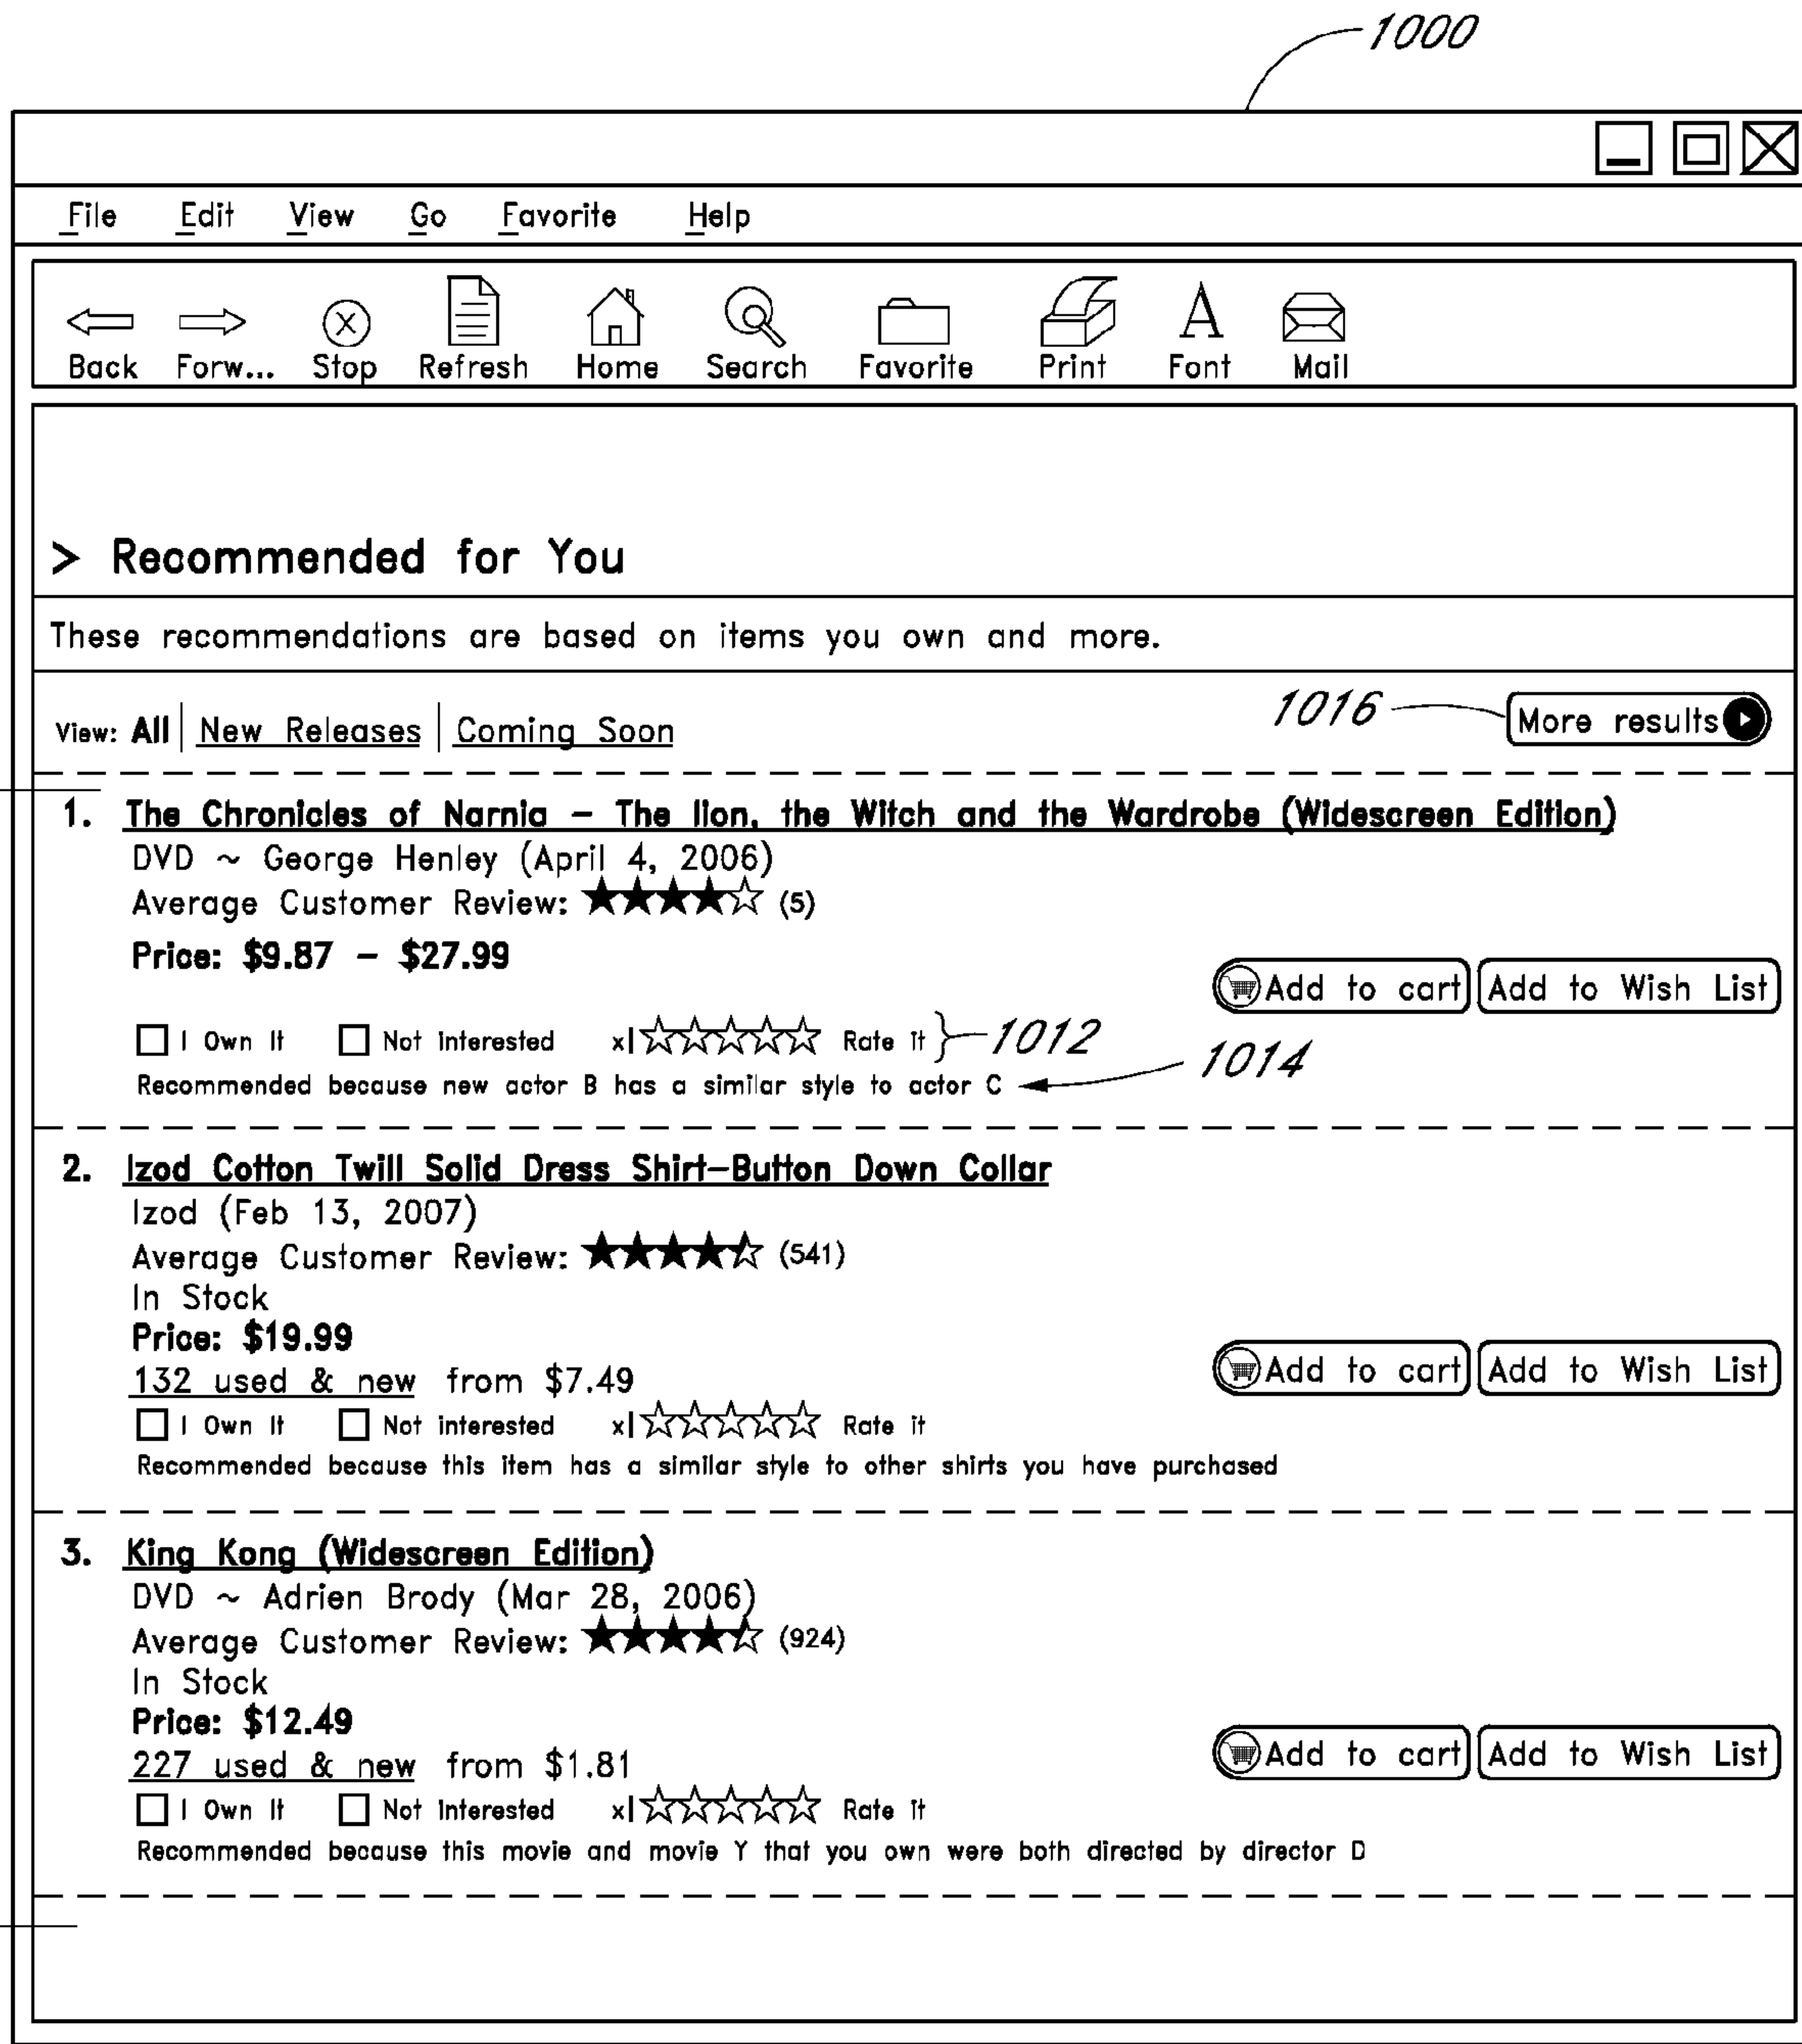 1000
File Edit View Go Favorite Help
Back Forw... Stop Refresh Home Search Favorite Print Font Mail
> Recommended for You
These recommendations are based on items you own and more.
View: All | New Releases | Coming Soon 1016 More results
1. The Chronicles of Narnia – The lion, the Witch and the Wardrobe (Widescreen Edition)
DVD ~ George Henley (April 4, 2006)
Average Customer Review: ★★★★☆ (5)
Price: $9.87 – $27.99
Add to cart Add to Wish List
I Own It Not interested x|☆☆☆☆☆ Rate it 1012
Recommended because new actor B has a similar style to actor C 1014
2. Izod Cotton Twill Solid Dress Shirt–Button Down Collar
Izod (Feb 13, 2007)
Average Customer Review: ★★★★☆ (541)
In Stock
Price: $19.99
132 used & new from $7.49 Add to cart Add to Wish List
I Own It Not interested x|☆☆☆☆☆ Rate it
Recommended because this item has a similar style to other shirts you have purchased
3. King Kong (Widescreen Edition)
DVD ~ Adrien Brody (Mar 28, 2006)
Average Customer Review: ★★★★☆ (924)
In Stock
Price: $12.49
227 used & new from $1.81 Add to cart Add to Wish List
I Own It Not interested x|☆☆☆☆☆ Rate it
Recommended because this movie and movie Y that you own were both directed by director D